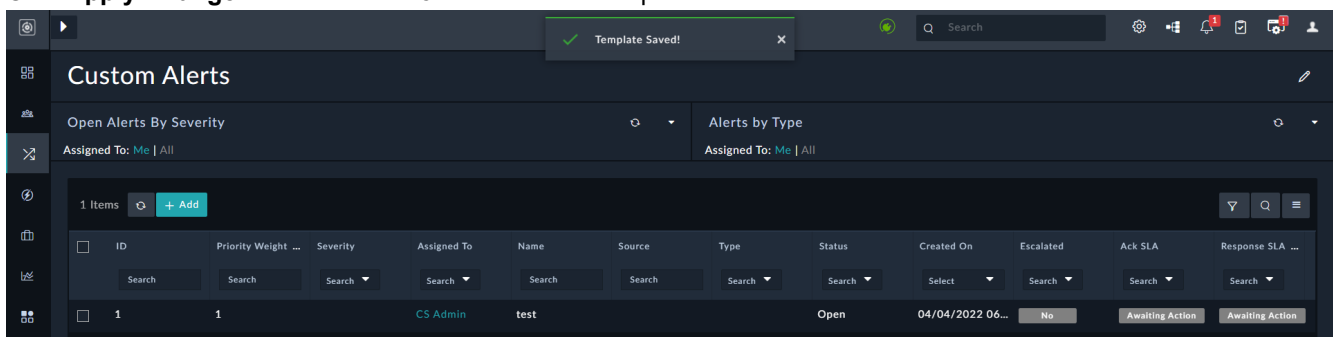 Template Saved!
Search
1
!
Custom Alerts
Open Alerts By Severity
Assigned To: Me | All
Alerts by Type
Assigned To: Me | All
1 Items + Add
ID Priority Weight ... Severity Assigned To Name Source Type Status Created On Escalated Ack SLA Response SLA ...
Search Search Search Search Search Search Search Search Select Search Search Search
1 1 CS Admin test Open 04/04/2022 06... No Awaiting Action Awaiting Action